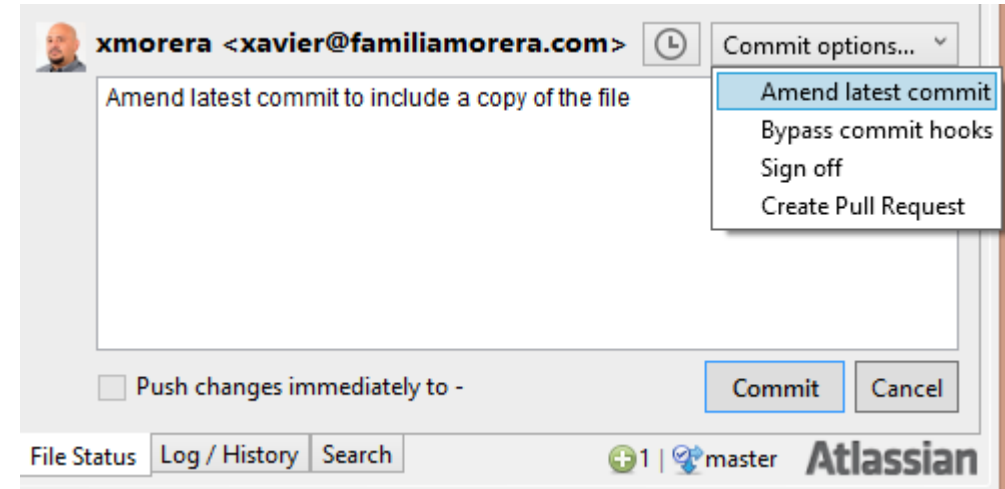 xmorera <xavier@familiamorera.com>
Commit options...
Amend latest commit to include a copy of the file
Amend latest commit
Bypass commit hooks
Sign off
Create Pull Request
Push changes immediately to -
Commit
Cancel
File Status
Log / History
Search
1 | master
Atlassian